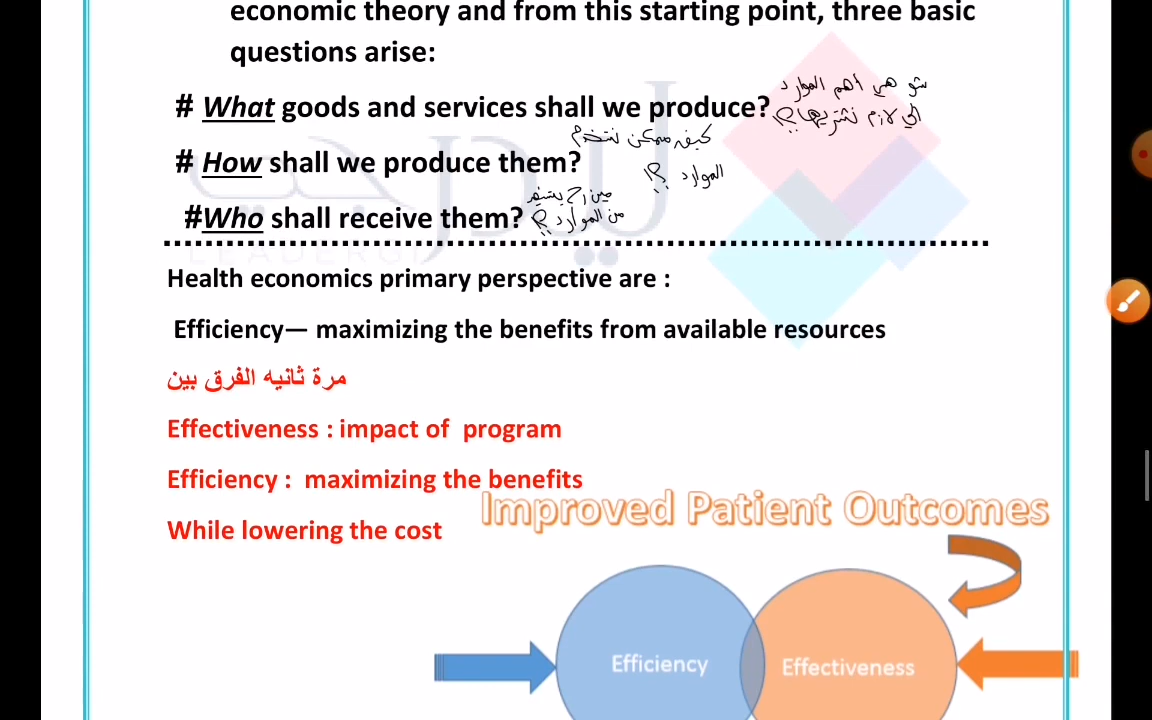 economic theory and from this starting point, three basic
questions arise:
# What goods and services shall we produce?
شو هي اهم الموارد
الي لازم نشتريها؟!
# How shall we produce them?
كيف ممكن نستخدم
الموارد ؟!
#Who shall receive them?
مين رح يستفيد
من الموارد ؟!
ليدرجي
LEADERGI
Health economics primary perspective are :
Efficiency— maximizing the benefits from available resources
مرة ثانيه الفرق بين
Effectiveness : impact of program
Efficiency : maximizing the benefits
While lowering the cost
Improved Patient Outcomes
Efficiency
Effectiveness